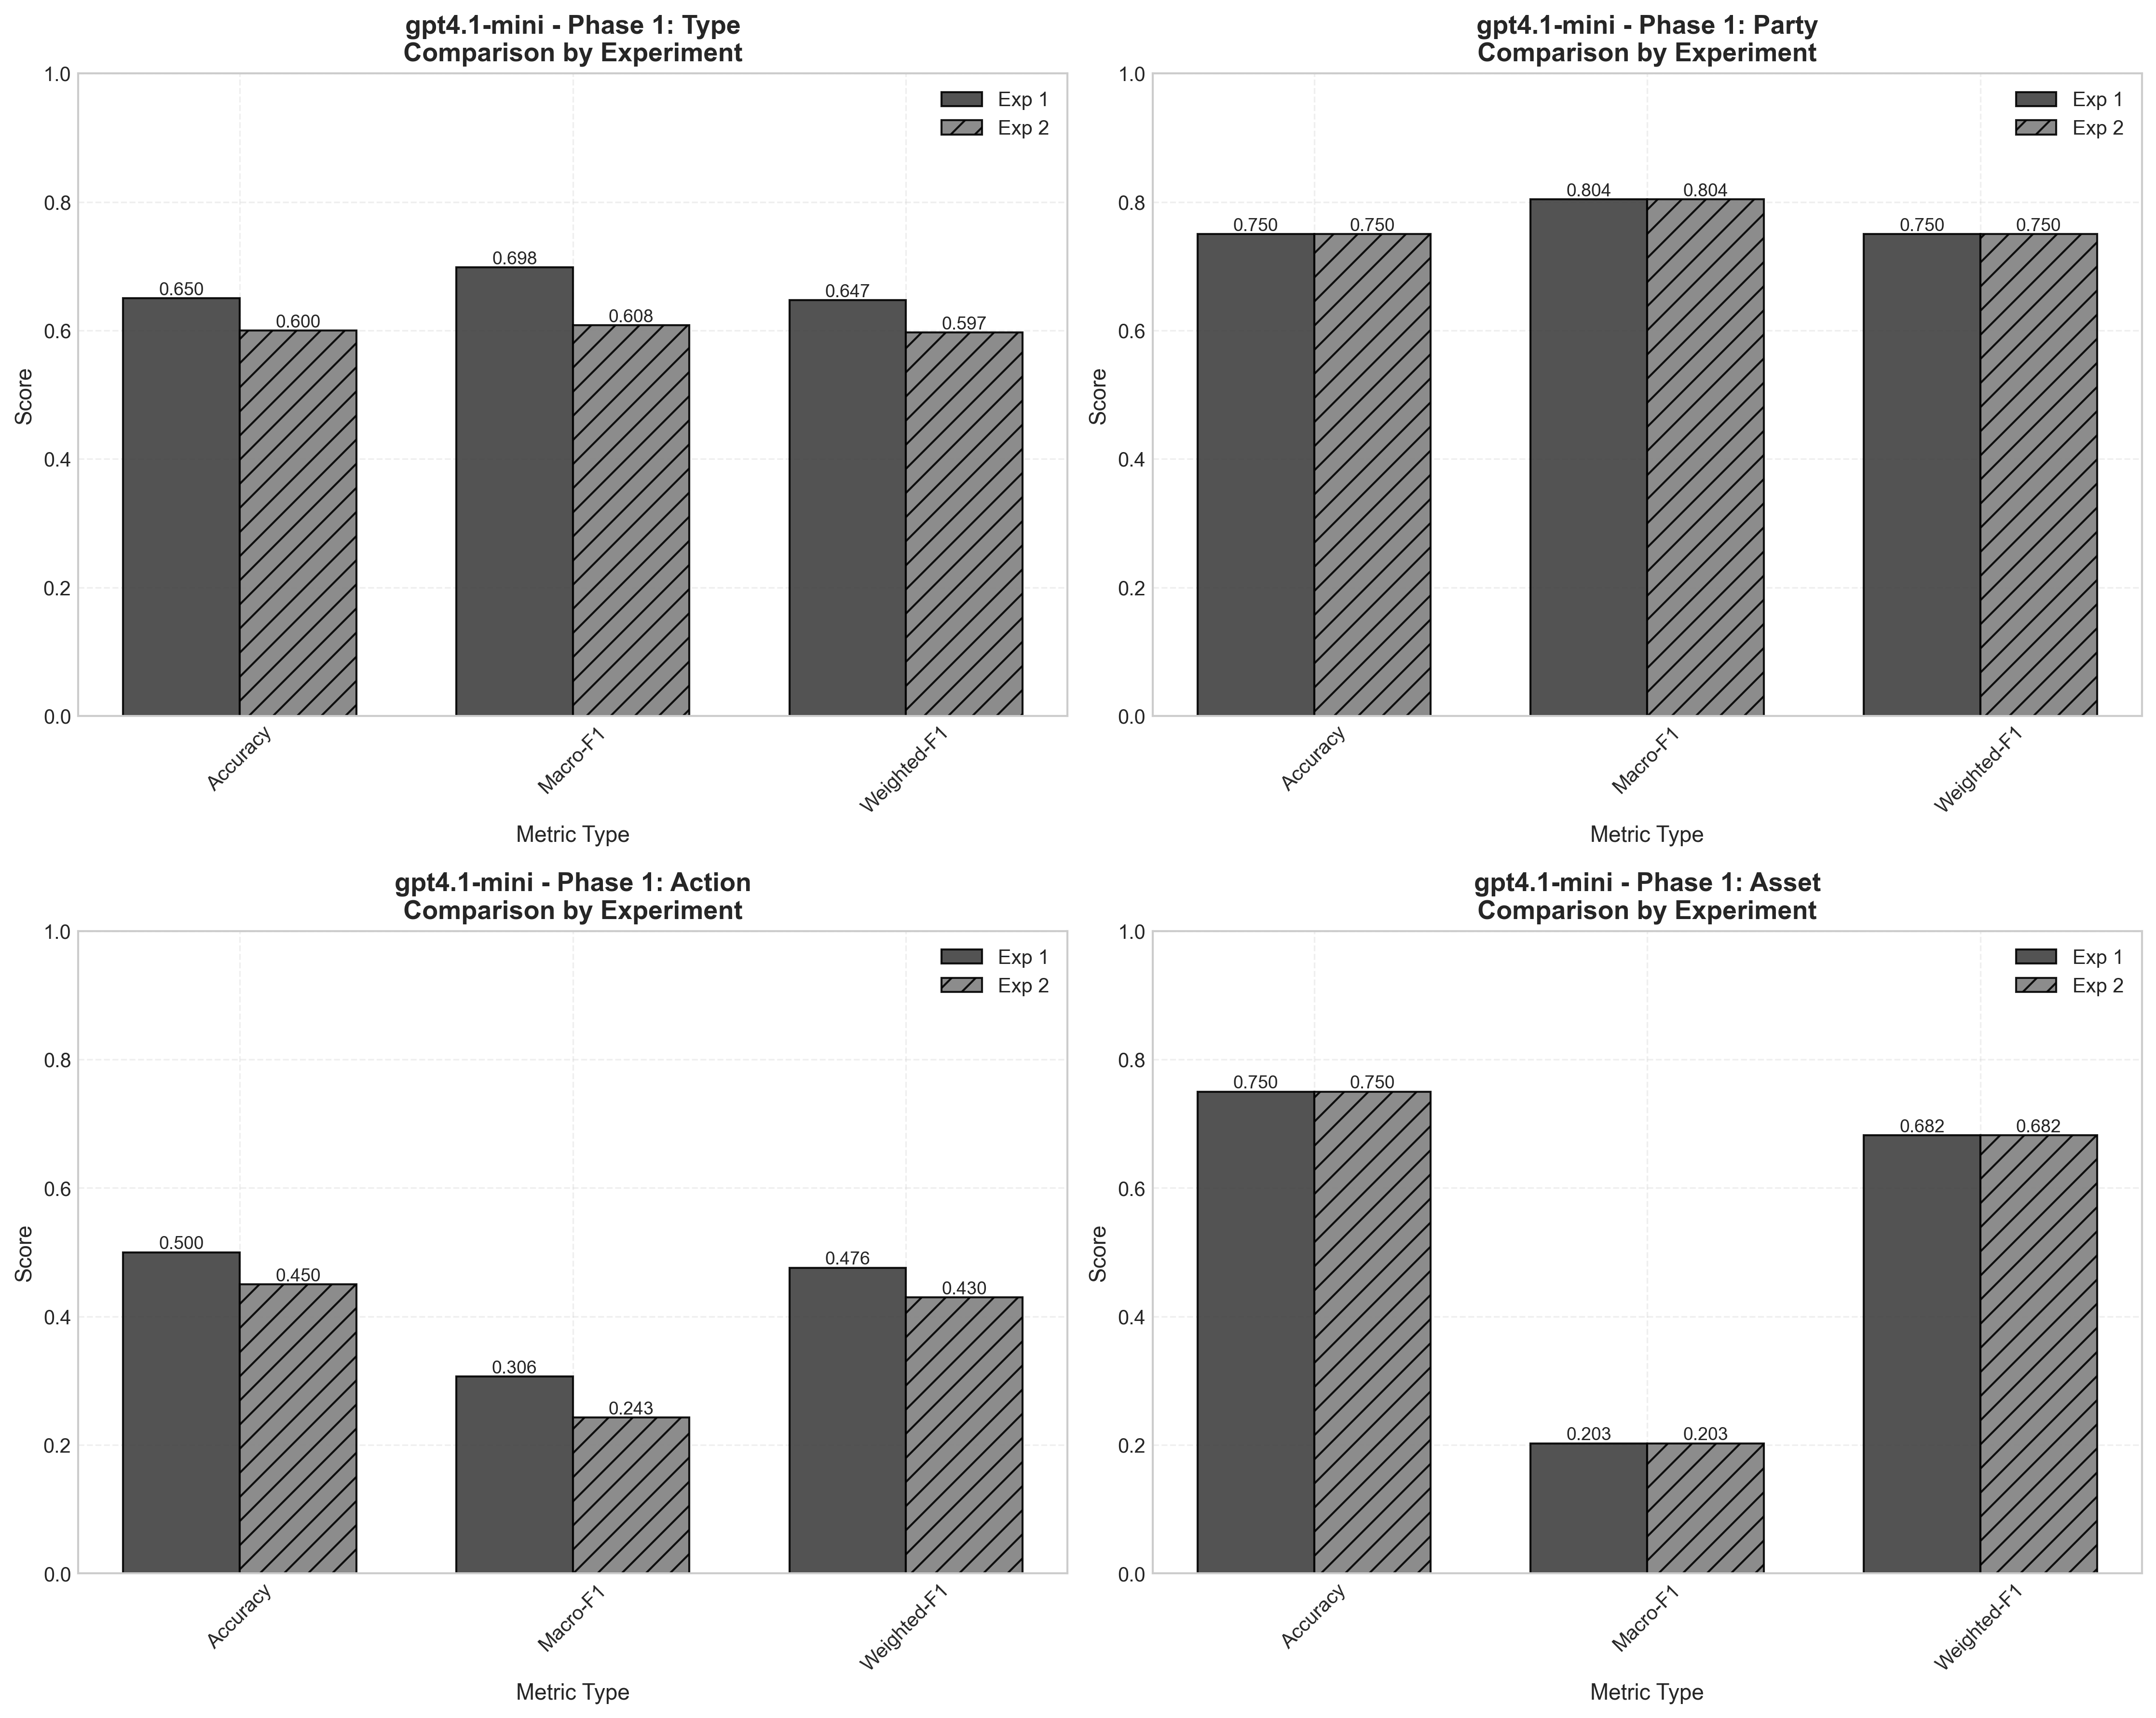 gpt4.1-mini - Phase 1: Type
Comparison by Experiment
Exp 1
Exp 2
1.0
0.8
0.6
0.4
0.2
0.0
Score
0.650
0.600
0.698
0.608
0.647
0.597
Accuracy
Macro-F1
Weighted-F1
Metric Type
gpt4.1-mini - Phase 1: Party
Comparison by Experiment
Exp 1
Exp 2
1.0
0.8
0.6
0.4
0.2
0.0
Score
0.750
0.750
0.804
0.804
0.750
0.750
Accuracy
Macro-F1
Weighted-F1
Metric Type
gpt4.1-mini - Phase 1: Action
Comparison by Experiment
Exp 1
Exp 2
1.0
0.8
0.6
0.4
0.2
0.0
Score
0.500
0.450
0.306
0.243
0.476
0.430
Accuracy
Macro-F1
Weighted-F1
Metric Type
gpt4.1-mini - Phase 1: Asset
Comparison by Experiment
Exp 1
Exp 2
1.0
0.8
0.6
0.4
0.2
0.0
Score
0.750
0.750
0.203
0.203
0.682
0.682
Accuracy
Macro-F1
Weighted-F1
Metric Type